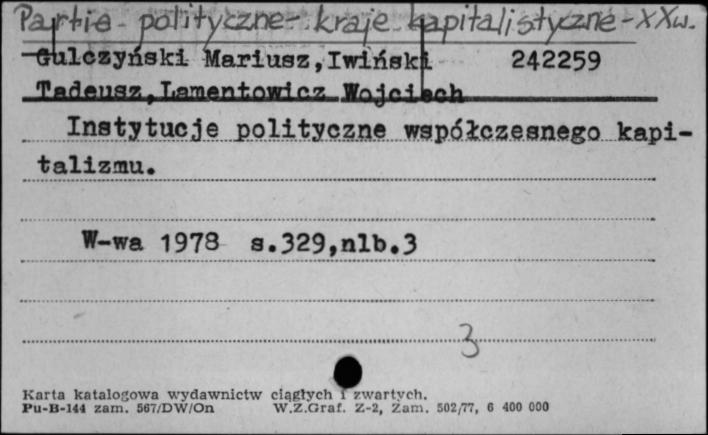 Partie polityczne - kraje kapitalistyczne - XXw.
Gulczyński Mariusz,Iwiński 242259
Tadeusz,Lamentowicz Wojciech
Instytucje polityczne współczesnego kapi-
talizmu.
W-wa 1978 s.329,nlb.3
3
Karta katalogowa wydawnictw ciągłych i zwartych.
Pu-B-144 zam. 567/DW/On W.Z.Graf. Z-2, Zam. 502/77, 6 400 000